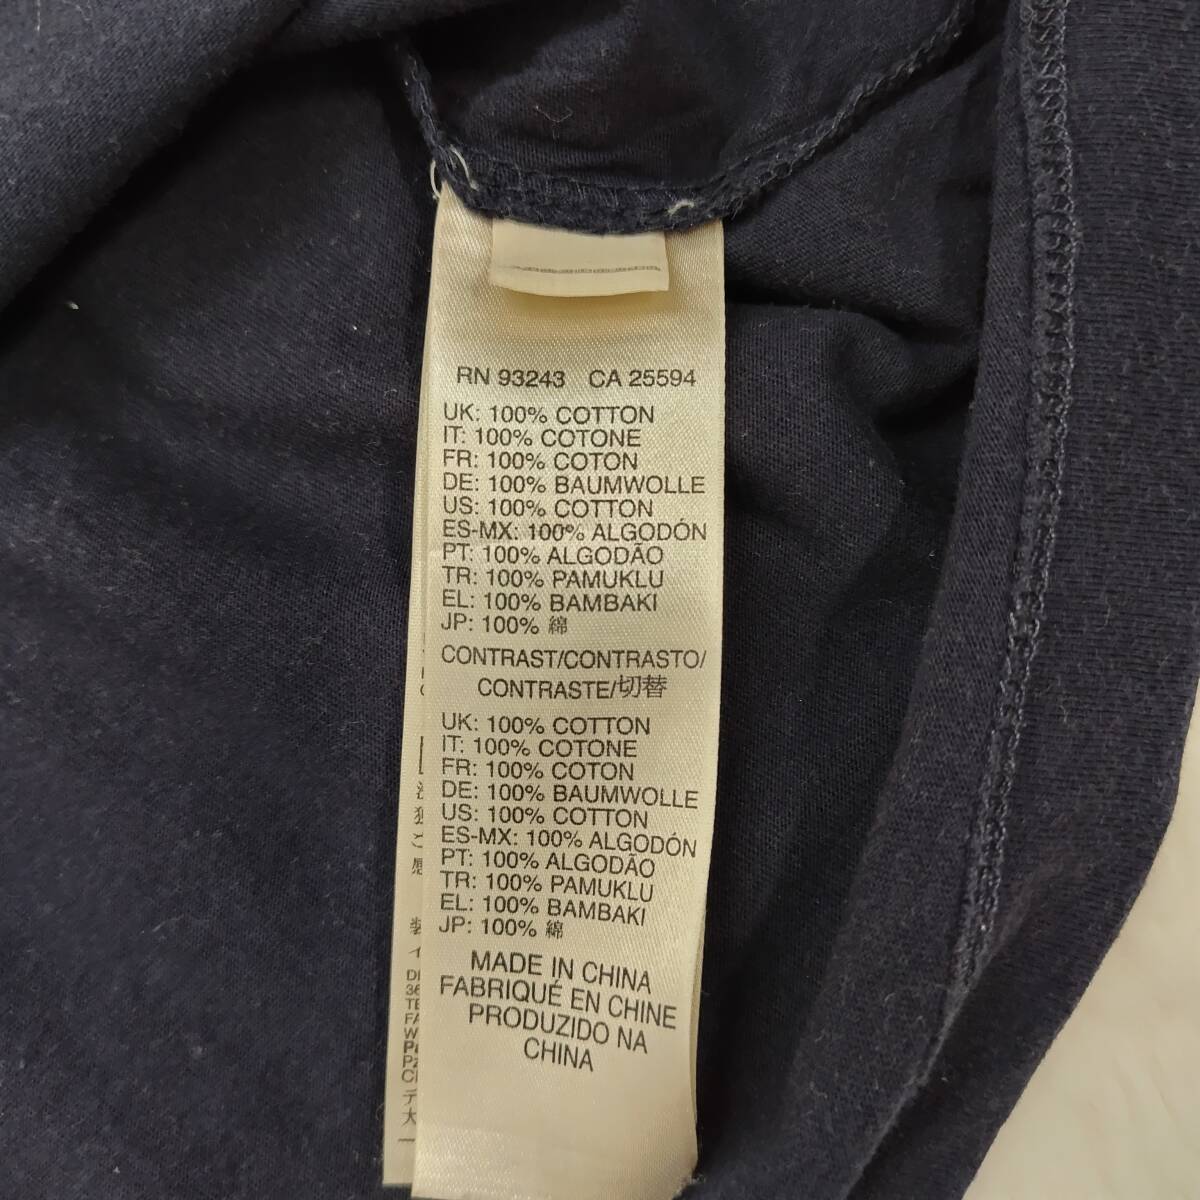 RN 93243 CA 25594
UK: 100% COTTON
IT: 100% COTONE
FR: 100% COTON
DE: 100% BAUMWOLLE
US: 100% COTTON
ES-MX: 100% ALGODÓN
PT: 100% ALGODÃO
TR: 100% PAMUKLU
EL: 100% BAMBAKI
JP: 100% 綿
CONTRAST/CONTRASTO/
CONTRASTE/切替
UK: 100% COTTON
IT: 100% COTONE
FR: 100% COTON
DE: 100% BAUMWOLLE
US: 100% COTTON
ES-MX: 100% ALGODÓN
PT: 100% ALGODÃO
TR: 100% PAMUKLU
EL: 100% BAMBAKI
JP: 100% 綿
MADE IN CHINA
FABRIQUÉ EN CHINE
PRODUZIDO NA
CHINA